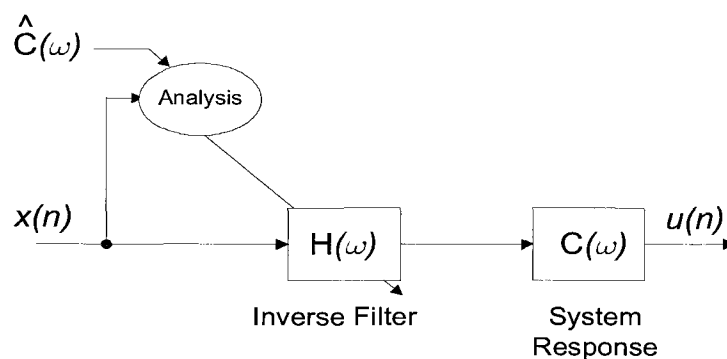 Ĉ(ω)
Analysis
x(n)
H(ω)
C(ω)
u(n)
Inverse Filter
System
Response